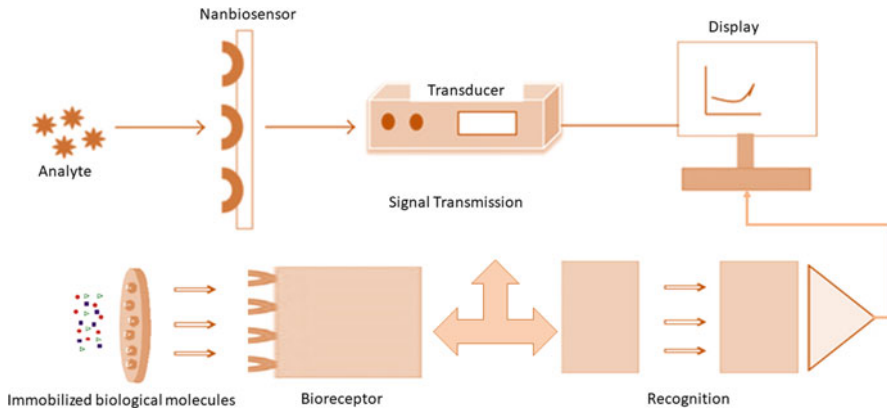 Nanbiosensor
Display
Transducer
Analyte
Signal Transmission
Immobilized biological molecules
Bioreceptor
Recognition